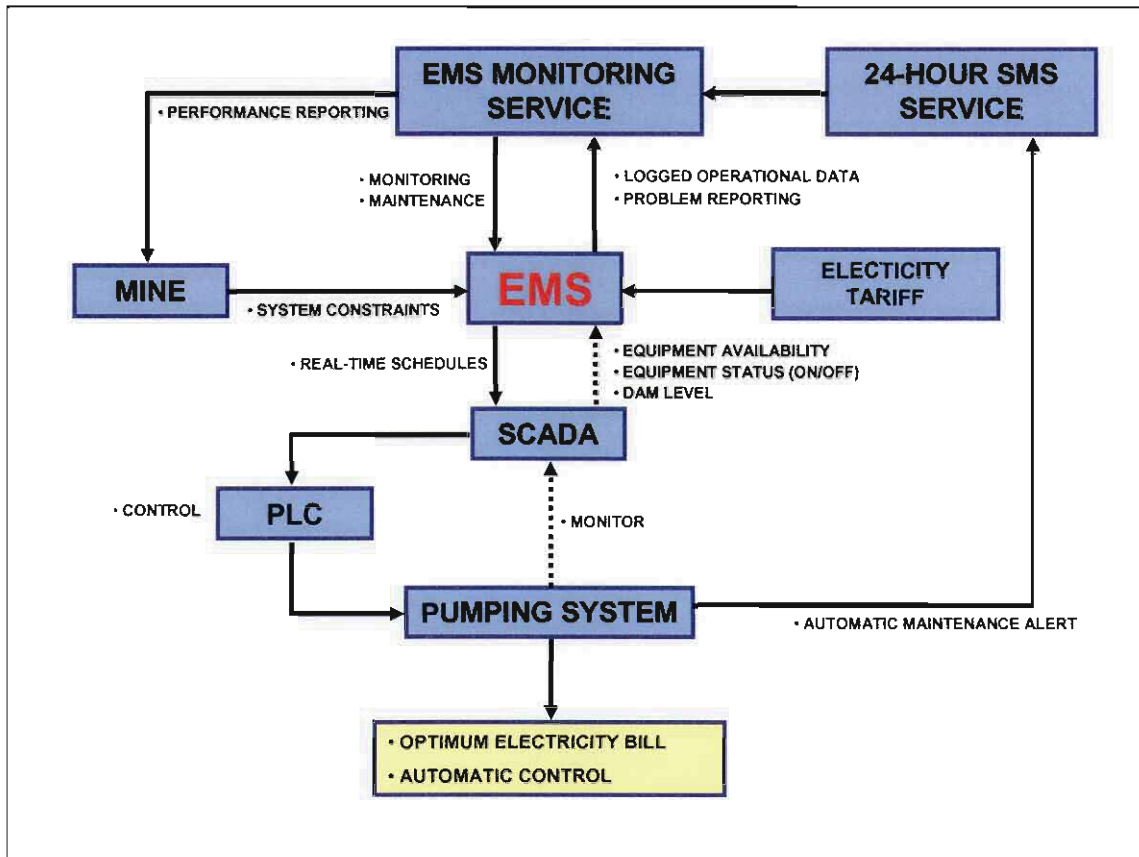 EMS MONITORING
SERVICE
24-HOUR SMS
SERVICE
• PERFORMANCE REPORTING
• MONITORING
• MAINTENANCE
• LOGGED OPERATIONAL DATA
• PROBLEM REPORTING
MINE
• SYSTEM CONSTRAINTS
EMS
ELECTICITY
TARIFF
• REAL-TIME SCHEDULES
• EQUIPMENT AVAILABILITY
• EQUIPMENT STATUS (ON/OFF)
• DAM LEVEL
SCADA
• CONTROL
PLC
• MONITOR
PUMPING SYSTEM
• AUTOMATIC MAINTENANCE ALERT
• OPTIMUM ELECTRICITY BILL
• AUTOMATIC CONTROL